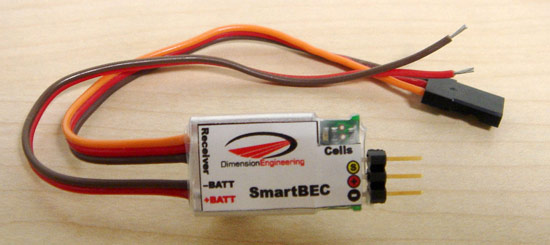 Receiver
DimensionEngineering
Cells
–BATT
+BATT
SmartBEC
S
+
-